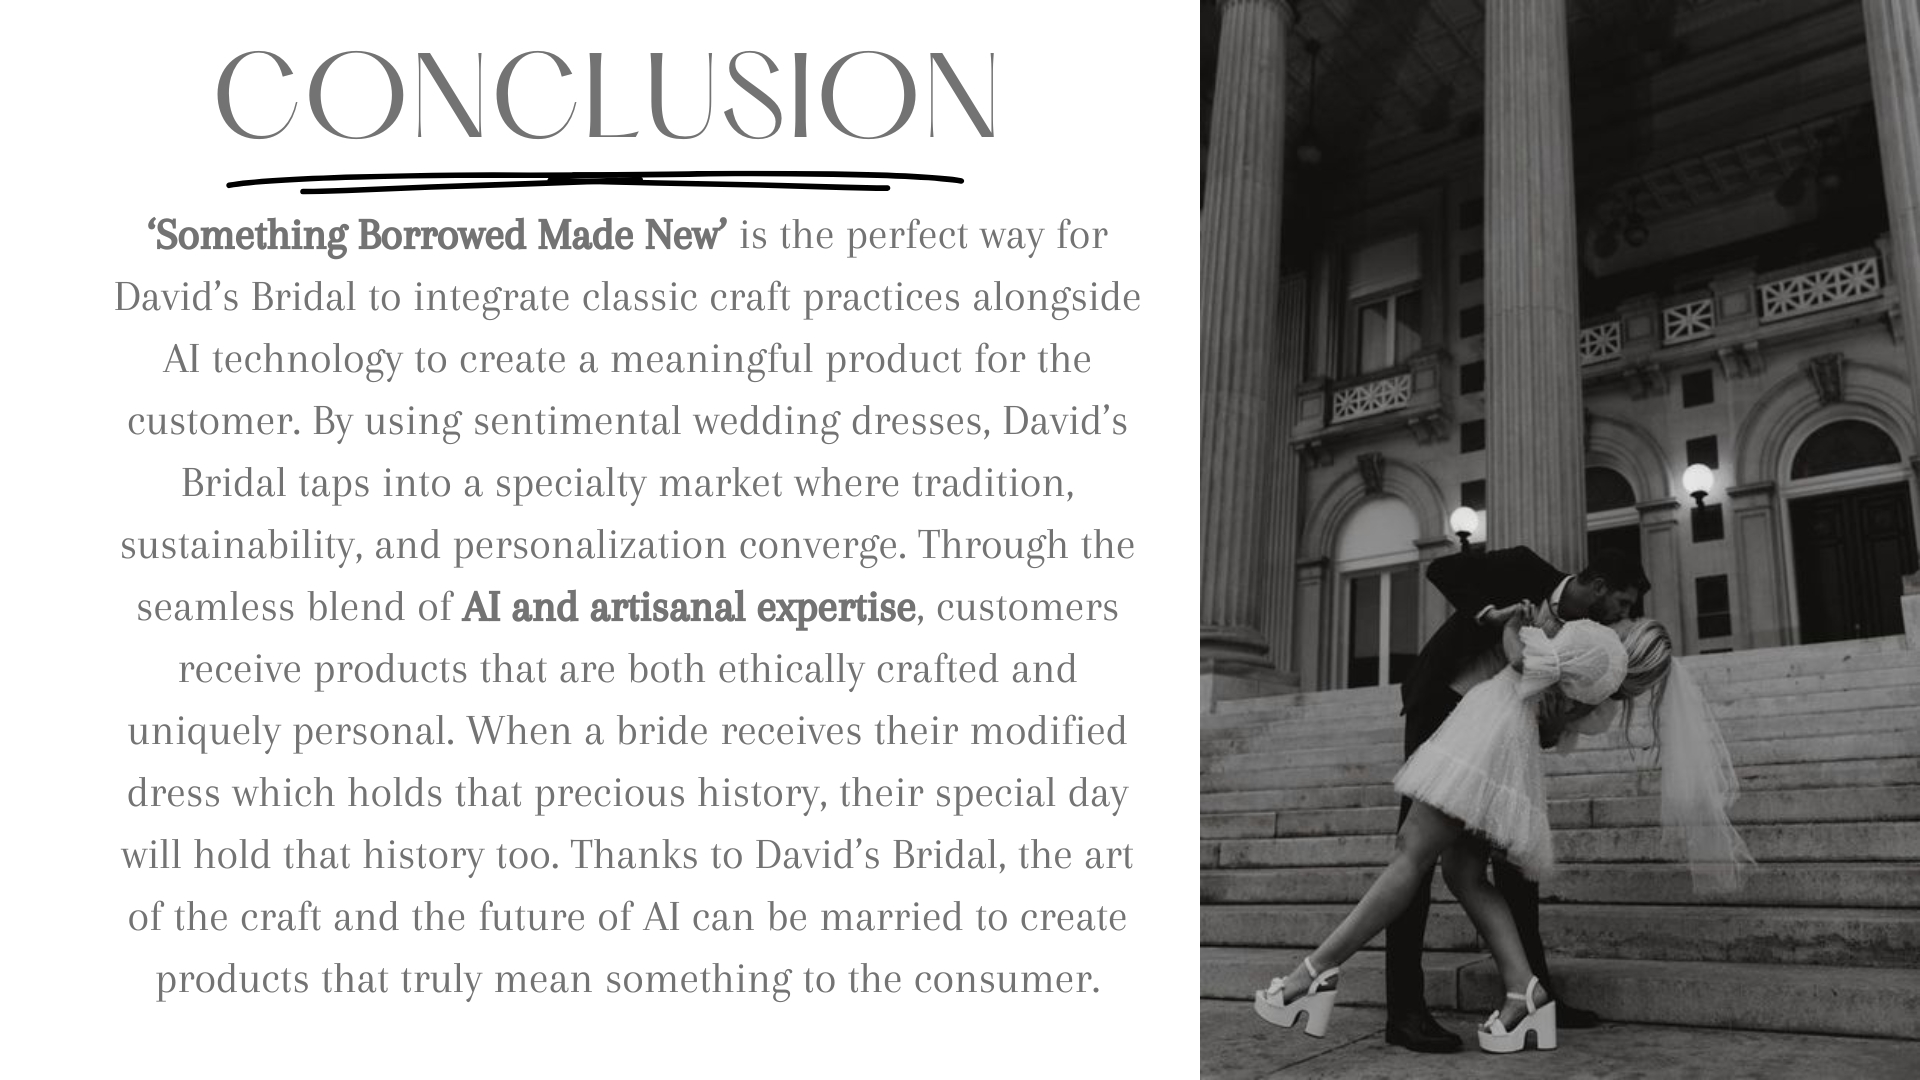 CONCLUSION
‘Something Borrowed Made New’ is the perfect way for
David’s Bridal to integrate classic craft practices alongside
AI technology to create a meaningful product for the
customer. By using sentimental wedding dresses, David’s
Bridal taps into a specialty market where tradition,
sustainability, and personalization converge. Through the
seamless blend of AI and artisanal expertise, customers
receive products that are both ethically crafted and
uniquely personal. When a bride receives their modified
dress which holds that precious history, their special day
will hold that history too. Thanks to David’s Bridal, the art
of the craft and the future of AI can be married to create
products that truly mean something to the consumer.